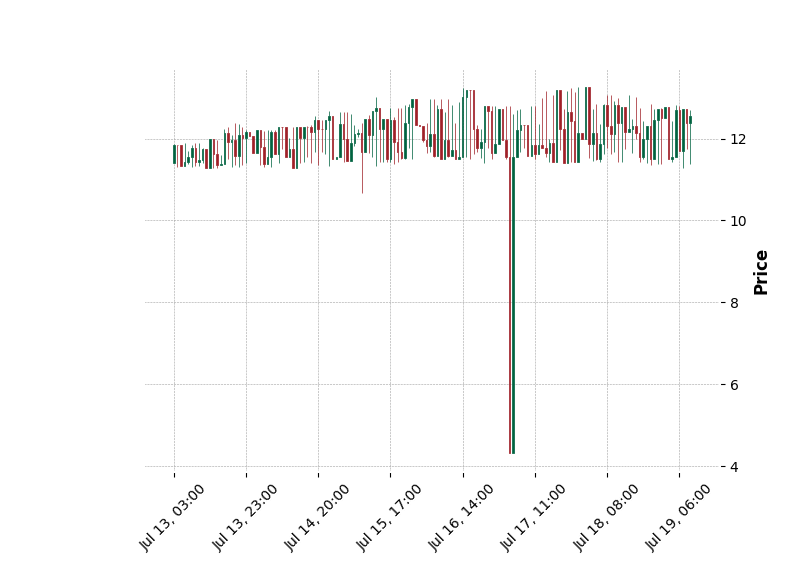 12
10
8
6
4
Price
Jul 13, 03:00
Jul 13, 23:00
Jul 14, 20:00
Jul 15, 17:00
Jul 16, 14:00
Jul 17, 11:00
Jul 18, 08:00
Jul 19, 06:00